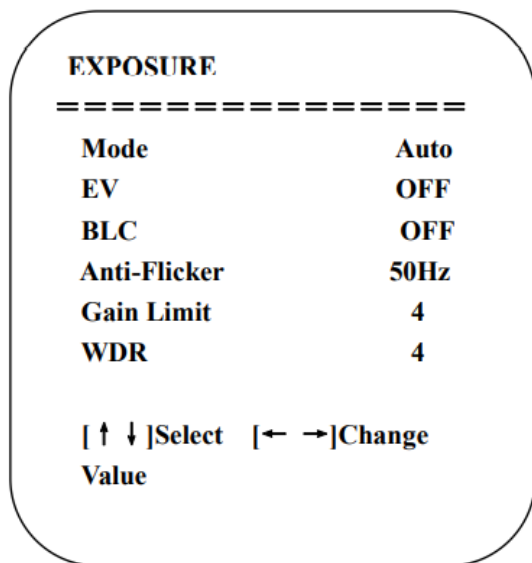 EXPOSURE
===============
Mode Auto
EV OFF
BLC OFF
Anti-Flicker 50Hz
Gain Limit 4
WDR 4
[↑ ↓]Select [← →]Change
Value